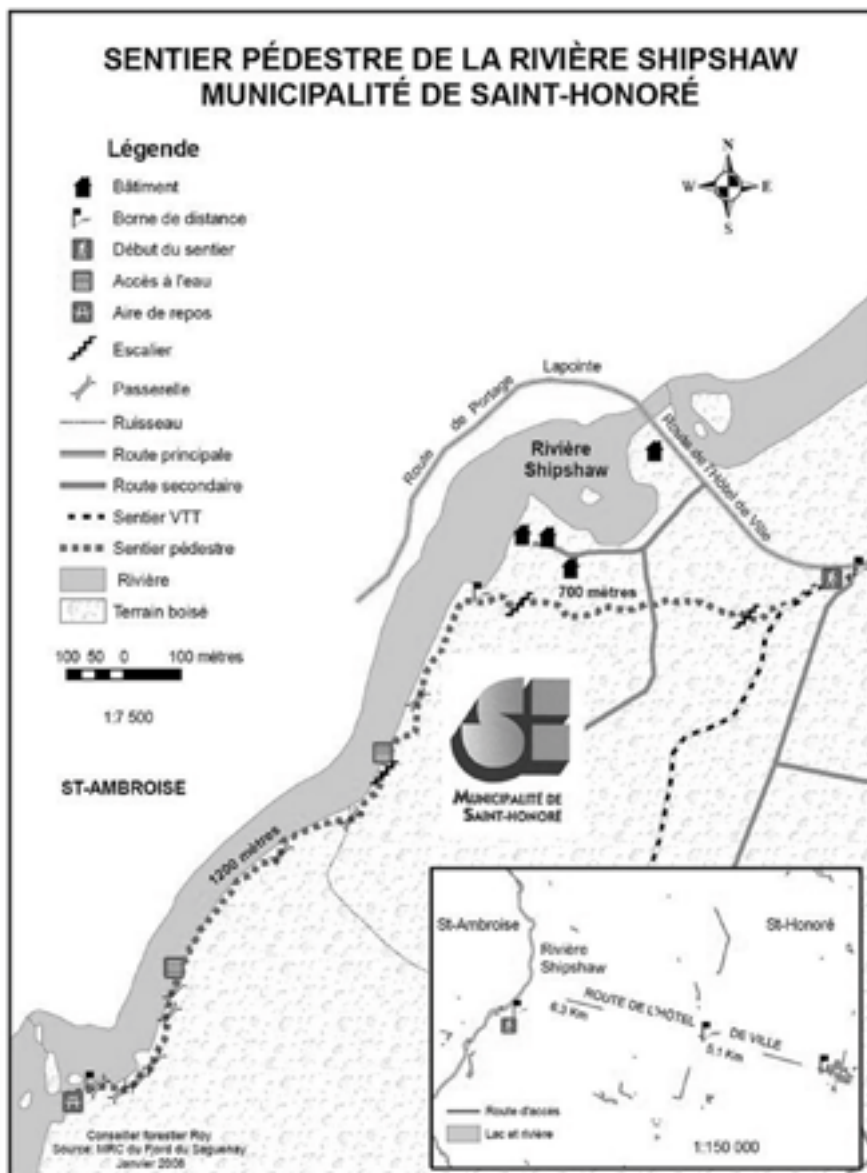 SENTIER PÉDESTRE DE LA RIVIÈRE SHIPSHAW
MUNICIPALITÉ DE SAINT-HONORÉ
Légende
Bâtiment
Borne de distance
Début du sentier
Accès à l'eau
Aire de repos
Escalier
Passerelle
Ruisseau
Route principale
Route secondaire
Sentier VTT
Sentier pédestre
Rivière
Terrain boisé
100 50 0 100 mètres
1:7 500
N
W E
S
Route de Portage Lapointe
Route de l'Hôtel de Ville
Rivière
Shipshaw
700 mètres
ST-AMBROISE
MUNICIPALITÉ DE
SAINT-HONORÉ
1200 mètres
St-Ambroise
St-Honoré
Rivière
Shipshaw
ROUTE DE L'HÔTEL DE VILLE
6,3 Km
5,1 Km
Route d'accès
Lac et rivière
1:150 000
Conseiller forestier Roy
Source: MRC du Fjord du Saguenay
Janvier 2006